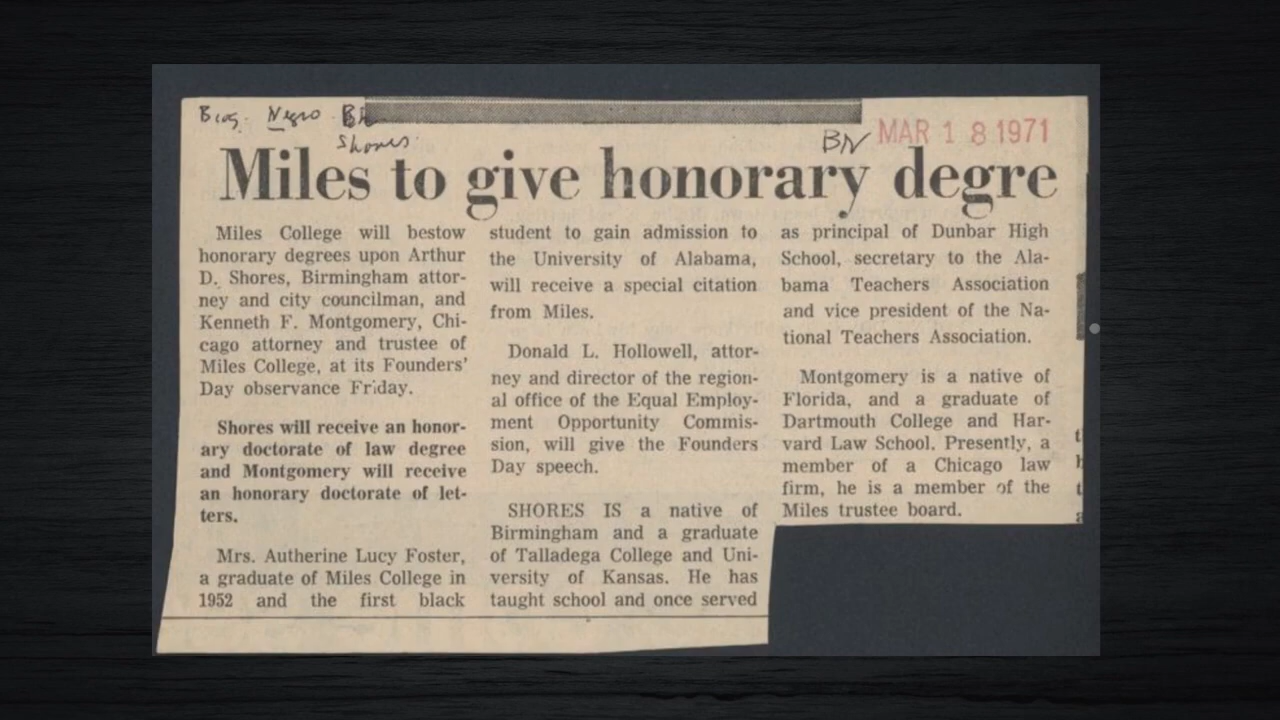 Biog. Negro
Shores
BN MAR 18 1971
Miles to give honorary degre
Miles College will bestow
honorary degrees upon Arthur
D. Shores, Birmingham attor-
ney and city councilman, and
Kenneth F. Montgomery, Chi-
cago attorney and trustee of
Miles College, at its Founders'
Day observance Friday.
Shores will receive an honor-
ary doctorate of law degree
and Montgomery will receive
an honorary doctorate of let-
ters.
Mrs. Autherine Lucy Foster,
a graduate of Miles College in
1952 and the first black
student to gain admission to
the University of Alabama,
will receive a special citation
from Miles.
Donald L. Hollowell, attor-
ney and director of the region-
al office of the Equal Employ-
ment Opportunity Commis-
sion, will give the Founders
Day speech.
SHORES IS a native of
Birmingham and a graduate
of Talladega College and Uni-
versity of Kansas. He has
taught school and once served
as principal of Dunbar High
School, secretary to the Ala-
bama Teachers Association
and vice president of the Na-
tional Teachers Association.
Montgomery is a native of
Florida, and a graduate of
Dartmouth College and Har-
vard Law School. Presently, a
member of a Chicago law
firm, he is a member of the
Miles trustee board.